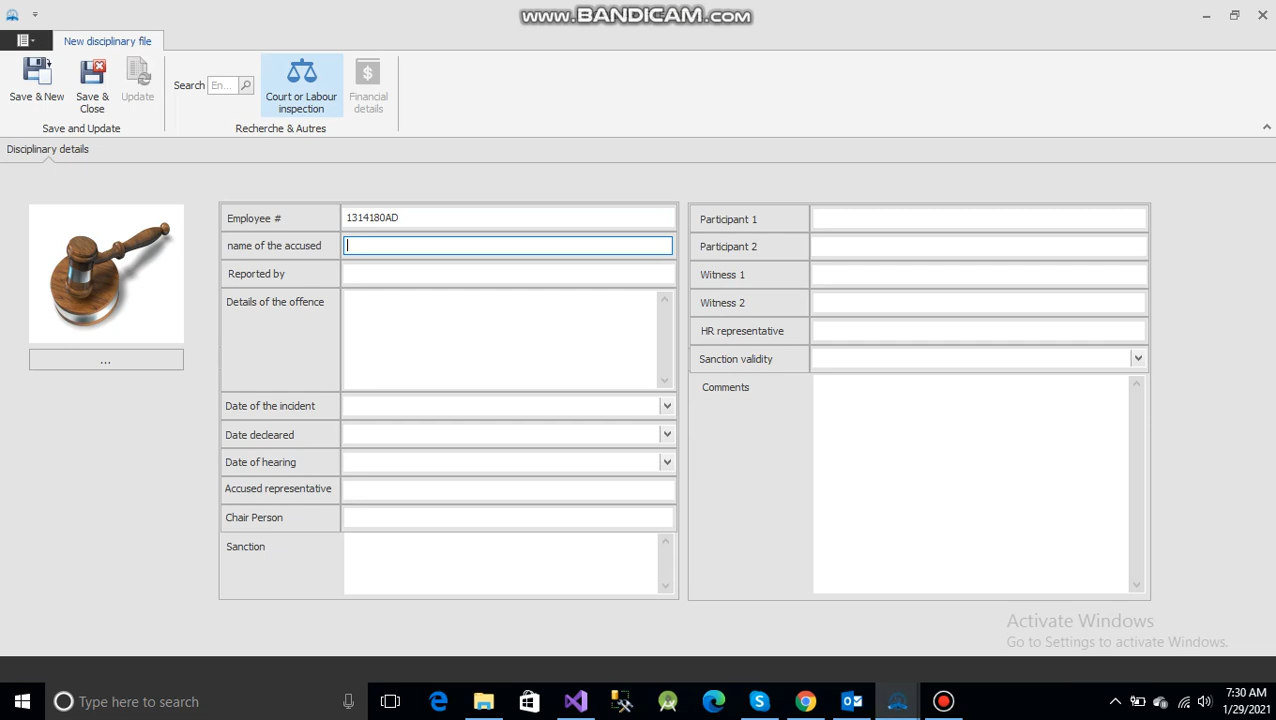 www.BANDICAM.com
New disciplinary file
Save & New
Save &
Close
Update
Search
En...
Court or Labour
inspection
Financial
details
Save and Update
Recherche & Autres
Disciplinary details
Employee #
1314180AD
name of the accused
Reported by
Details of the offence
Date of the incident
Date decleared
Date of hearing
Accused representative
Chair Person
Sanction
...
Participant 1
Participant 2
Witness 1
Witness 2
HR representative
Sanction validity
Comments
Activate Windows
Go to Settings to activate Windows.
Type here to search
7:30 AM
1/29/2021